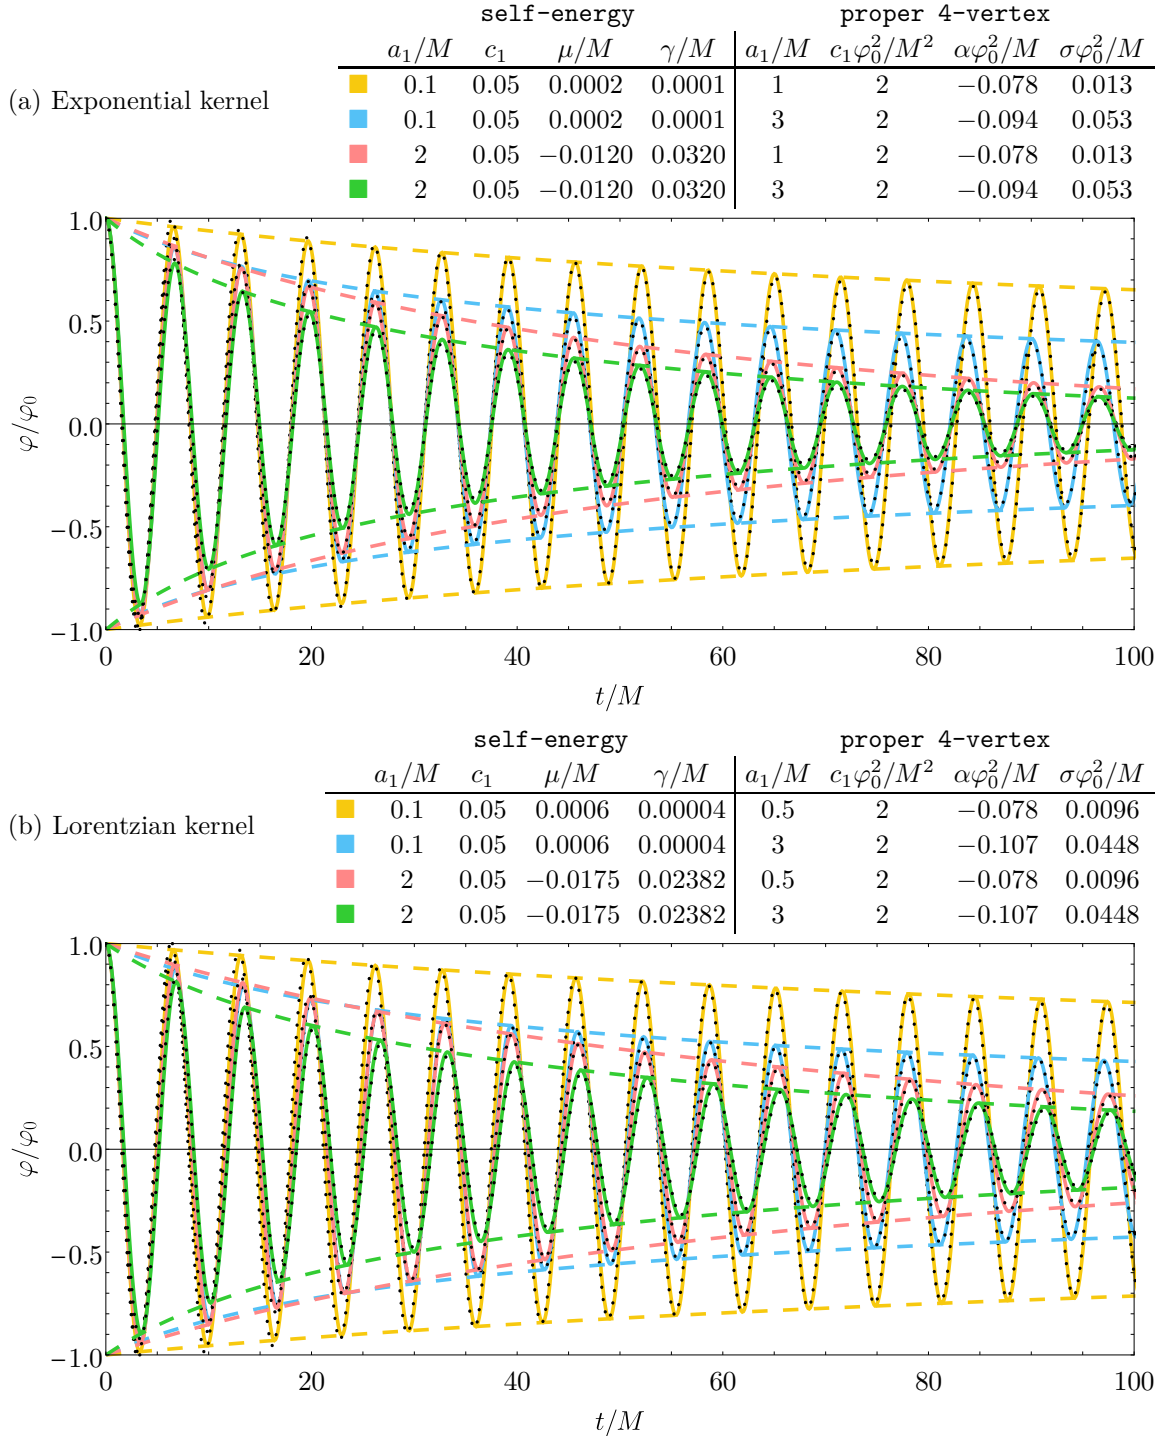 self-energy proper 4-vertex
a₁/M c₁ μ/M γ/M a₁/M c₁φ₀²/M² αφ₀²/M σφ₀²/M
(a) Exponential kernel
0.1 0.05 0.0002 0.0001 1 2 −0.078 0.013
0.1 0.05 0.0002 0.0001 3 2 −0.094 0.053
2 0.05 −0.0120 0.0320 1 2 −0.078 0.013
2 0.05 −0.0120 0.0320 3 2 −0.094 0.053
1.0
0.5
0.0
−0.5
−1.0
φ/φ₀
0 20 40 60 80 100
t/M
self-energy proper 4-vertex
a₁/M c₁ μ/M γ/M a₁/M c₁φ₀²/M² αφ₀²/M σφ₀²/M
(b) Lorentzian kernel
0.1 0.05 0.0006 0.00004 0.5 2 −0.078 0.0096
0.1 0.05 0.0006 0.00004 3 2 −0.107 0.0448
2 0.05 −0.0175 0.02382 0.5 2 −0.078 0.0096
2 0.05 −0.0175 0.02382 3 2 −0.107 0.0448
1.0
0.5
0.0
−0.5
−1.0
φ/φ₀
0 20 40 60 80 100
t/M